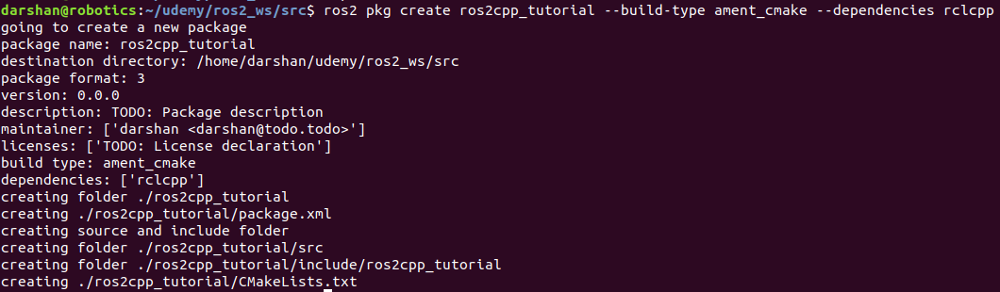 darshan@robotics:~/udemy/ros2_ws/src$ ros2 pkg create ros2cpp_tutorial --build-type ament_cmake --dependencies rclcpp
going to create a new package
package name: ros2cpp_tutorial
destination directory: /home/darshan/udemy/ros2_ws/src
package format: 3
version: 0.0.0
description: TODO: Package description
maintainer: ['darshan <darshan@todo.todo>']
licenses: ['TODO: License declaration']
build type: ament_cmake
dependencies: ['rclcpp']
creating folder ./ros2cpp_tutorial
creating ./ros2cpp_tutorial/package.xml
creating source and include folder
creating folder ./ros2cpp_tutorial/src
creating folder ./ros2cpp_tutorial/include/ros2cpp_tutorial
creating ./ros2cpp_tutorial/CMakeLists.txt